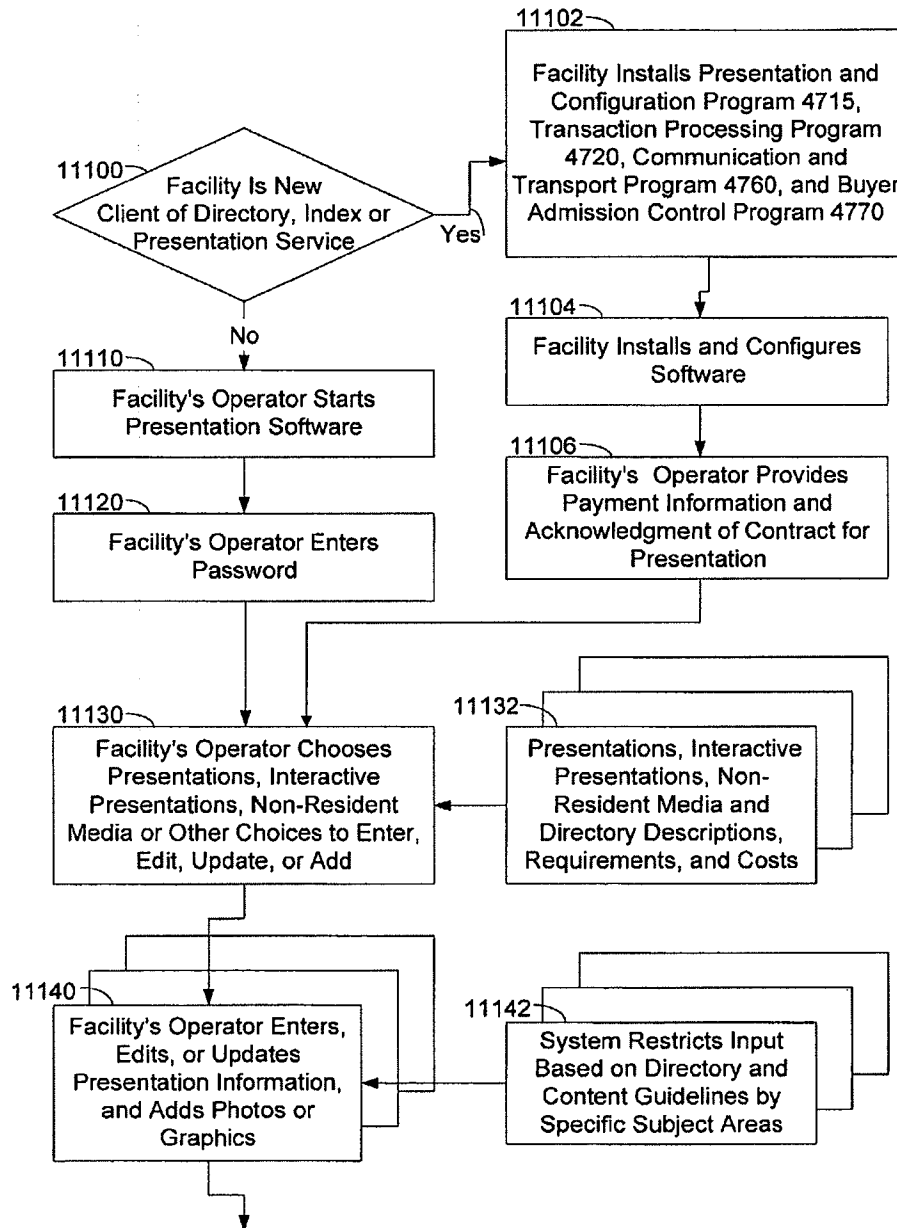 11102
Facility Installs Presentation and
Configuration Program 4715,
Transaction Processing Program
4720, Communication and
Transport Program 4760, and Buyer
Admission Control Program 4770
11100
Facility Is New
Client of Directory, Index or
Presentation Service
Yes
No
11104
Facility Installs and Configures
Software
11110
Facility's Operator Starts
Presentation Software
11106
Facility's Operator Provides
Payment Information and
Acknowledgment of Contract for
Presentation
11120
Facility's Operator Enters
Password
11130
Facility's Operator Chooses
Presentations, Interactive
Presentations, Non-Resident
Media or Other Choices to Enter,
Edit, Update, or Add
11132
Presentations, Interactive
Presentations, Non-
Resident Media and
Directory Descriptions,
Requirements, and Costs
11140
Facility's Operator Enters,
Edits, or Updates
Presentation Information,
and Adds Photos or
Graphics
11142
System Restricts Input
Based on Directory and
Content Guidelines by
Specific Subject Areas